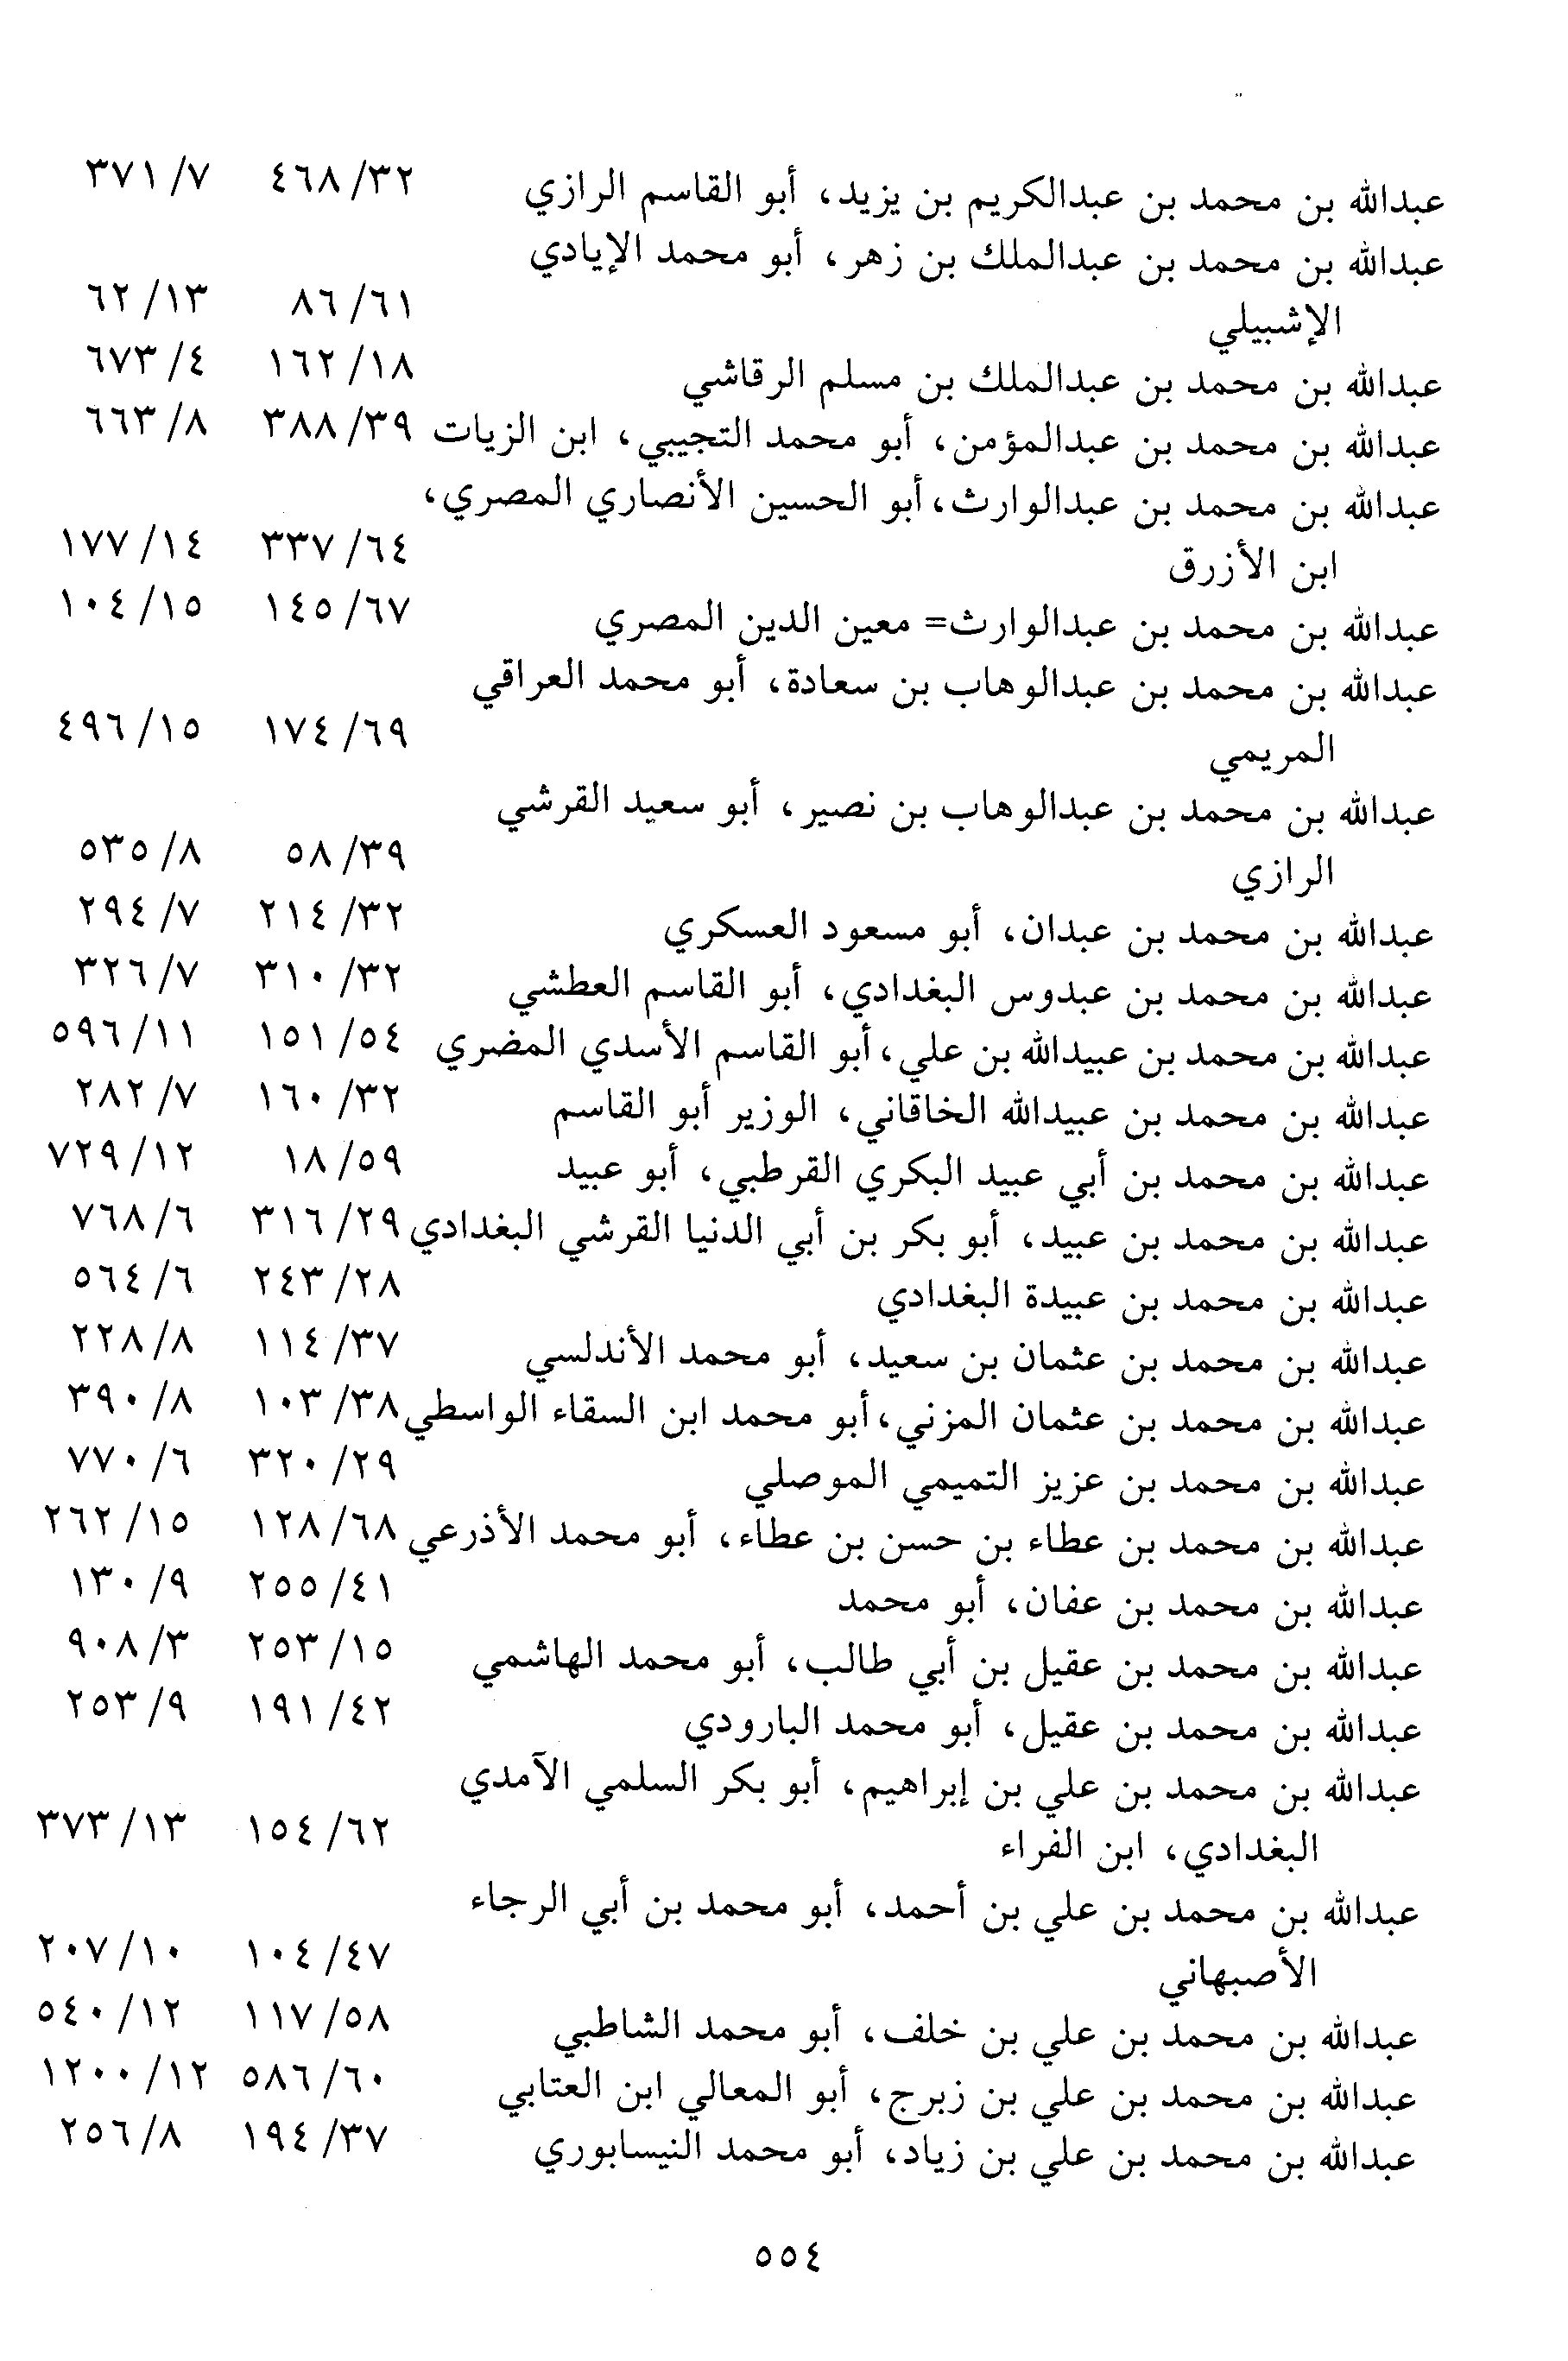 عبدالله بن محمد بن عبدالكريم بن يزيد، أبو القاسم الرازي ٣٢/ ٤٦٨ ٧/ ٣٧١
عبدالله بن محمد بن عبدالملك بن زهر، أبو محمد الإيادي
الإشبيلي ٦١/ ٨٦ ١٣/ ٦٢
عبدالله بن محمد بن عبدالملك بن مسلم الرقاشي ١٨/ ١٦٢ ٤/ ٦٧٣
عبدالله بن محمد بن عبدالمؤمن، أبو محمد التجيبي، ابن الزيات ٣٩/ ٣٨٨ ٨/ ٦٦٣
عبدالله بن محمد بن عبدالوارث، أبو الحسين الأنصاري المصري،
ابن الأزرق ٦٤/ ٣٣٧ ١٤/ ١٧٧
عبدالله بن محمد بن عبدالوارث= معين الدين المصري ٦٧/ ١٤٥ ١٥/ ١٠٤
عبدالله بن محمد بن عبدالوهاب بن سعادة، أبو محمد العراقي
المريمي ٦٩/ ١٧٤ ١٥/ ٤٩٦
عبدالله بن محمد بن عبدالوهاب بن نصير، أبو سعيد القرشي
الرازي ٣٩/ ٥٨ ٨/ ٥٣٥
عبدالله بن محمد بن عبدان، أبو مسعود العسكري ٣٢/ ٢١٤ ٧/ ٢٩٤
عبدالله بن محمد بن عبدوس البغدادي، أبو القاسم العطشي ٣٢/ ٣١٠ ٧/ ٣٢٦
عبدالله بن محمد بن عبيدالله بن علي، أبو القاسم الأسدي المضري ٥٤/ ١٥١ ١١/ ٥٩٦
عبدالله بن محمد بن عبيدالله الخاقاني، الوزير أبو القاسم ٣٢/ ١٦٠ ٧/ ٢٨٢
عبدالله بن محمد بن أبي عبيد البكري القرطبي، أبو عبيد ٥٩/ ١٨ ١٢/ ٧٢٩
عبدالله بن محمد بن عبيد، أبو بكر بن أبي الدنيا القرشي البغدادي ٢٩/ ٣١٦ ٦/ ٧٦٨
عبدالله بن محمد بن عبيدة البغدادي ٢٨/ ٢٤٣ ٦/ ٥٦٤
عبدالله بن محمد بن عثمان بن سعيد، أبو محمد الأندلسي ٣٧/ ١١٤ ٨/ ٢٢٨
عبدالله بن محمد بن عثمان المزني، أبو محمد ابن السقاء الواسطي ٣٨/ ١٠٣ ٨/ ٣٩٠
عبدالله بن محمد بن عزيز التميمي الموصلي ٢٩/ ٣٢٠ ٦/ ٧٧٠
عبدالله بن محمد بن عطاء بن حسن بن عطاء، أبو محمد الأذرعي ٦٨/ ١٢٨ ١٥/ ٢٦٢
عبدالله بن محمد بن عفان، أبو محمد ٤١/ ٢٥٥ ٩/ ١٣٠
عبدالله بن محمد بن عقيل بن أبي طالب، أبو محمد الهاشمي ١٥/ ٢٥٣ ٣/ ٩٠٨
عبدالله بن محمد بن عقيل، أبو محمد البارودي ٤٢/ ١٩١ ٩/ ٢٥٣
عبدالله بن محمد بن علي بن إبراهيم، أبو بكر السلمي الآمدي
البغدادي، ابن الفراء ٦٢/ ١٥٤ ١٣/ ٣٧٣
عبدالله بن محمد بن علي بن أحمد، أبو محمد بن أبي الرجاء
الأصبهاني ٤٧/ ١٠٤ ١٠/ ٢٠٧
عبدالله بن محمد بن علي بن خلف، أبو محمد الشاطبي ٥٨/ ١١٧ ١٢/ ٥٤٠
عبدالله بن محمد بن علي بن زبرج، أبو المعالي ابن العتابي ٦٠/ ٥٨٦ ١٢/ ١٢٠٠
عبدالله بن محمد بن علي بن زياد، أبو محمد النيسابوري ٣٧/ ١٩٤ ٨/ ٢٥٦
٥٥٤